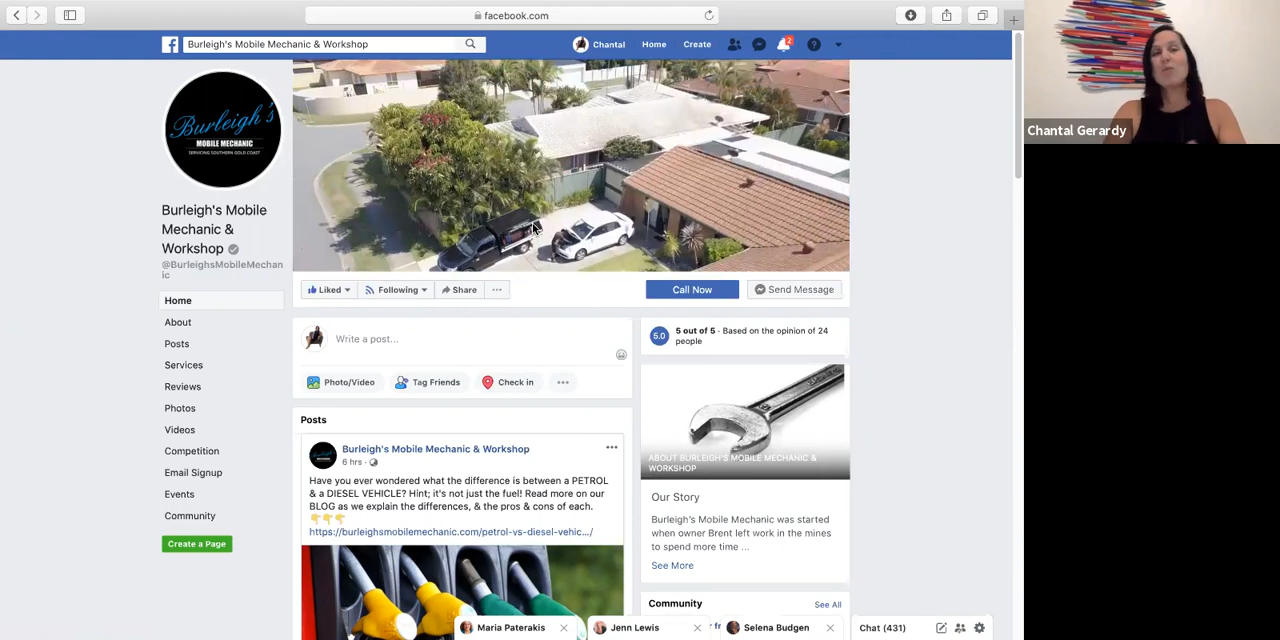 facebook.com
Burleigh's Mobile Mechanic & Workshop
Chantal
Home
Create
2
Chantal Gerardy
Burleigh's
MOBILE MECHANIC
SERVICING SOUTHERN GOLD COAST
Burleigh's Mobile
Mechanic &
Workshop
@BurleighsMobileMechan
ic
Home
About
Posts
Services
Reviews
Photos
Videos
Competition
Email Signup
Events
Community
Create a Page
Liked
Following
Share
Call Now
Send Message
Write a post...
Photo/Video
Tag Friends
Check in
Posts
Burleigh's Mobile Mechanic & Workshop
6 hrs ·
Have you ever wondered what the difference is between a PETROL
& a DIESEL VEHICLE? Hint; it's not just the fuel! Read more on our
BLOG as we explain the differences, & the pros & cons of each.
https://burleighsmobilemechanic.com/petrol-vs-diesel-vehic.../
5.0
5 out of 5 · Based on the opinion of 24
people
ABOUT BURLEIGH'S MOBILE MECHANIC &
WORKSHOP
Our Story
Burleigh's Mobile Mechanic was started
when owner Brent left work in the mines
to spend more time ...
See More
Community
See All
Maria Paterakis
Jenn Lewis
Selena Budgen
Chat (431)